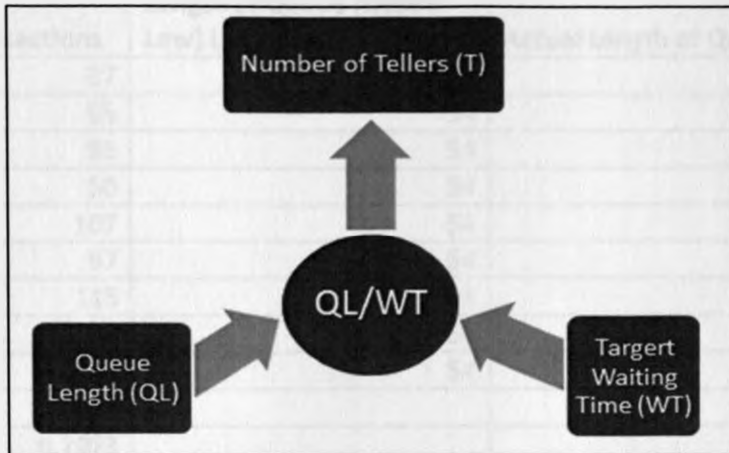 Number of Tellers (T)
QL/WT
Queue
Length (QL)
Targert
Waiting
Time (WT)